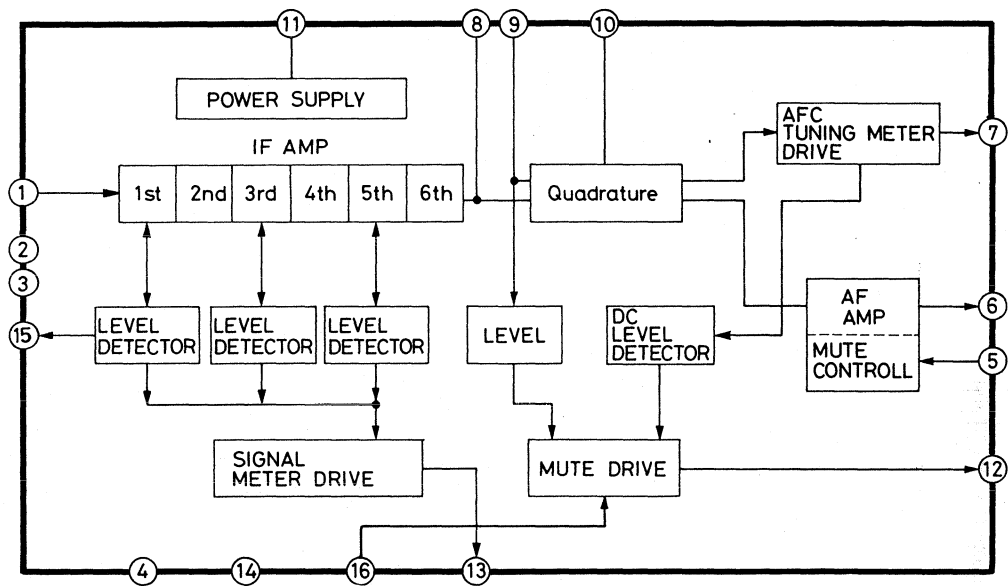 11
8
9
10
POWER SUPPLY
AFC
TUNING METER
DRIVE
7
IF AMP
1
1st 2nd 3rd 4th 5th 6th
Quadrature
2
3
15
LEVEL
DETECTOR
LEVEL
DETECTOR
LEVEL
DETECTOR
LEVEL
DC
LEVEL
DETECTOR
AF
AMP
6
MUTE
CONTROLL
5
SIGNAL
METER DRIVE
MUTE DRIVE
12
4
14
16
13